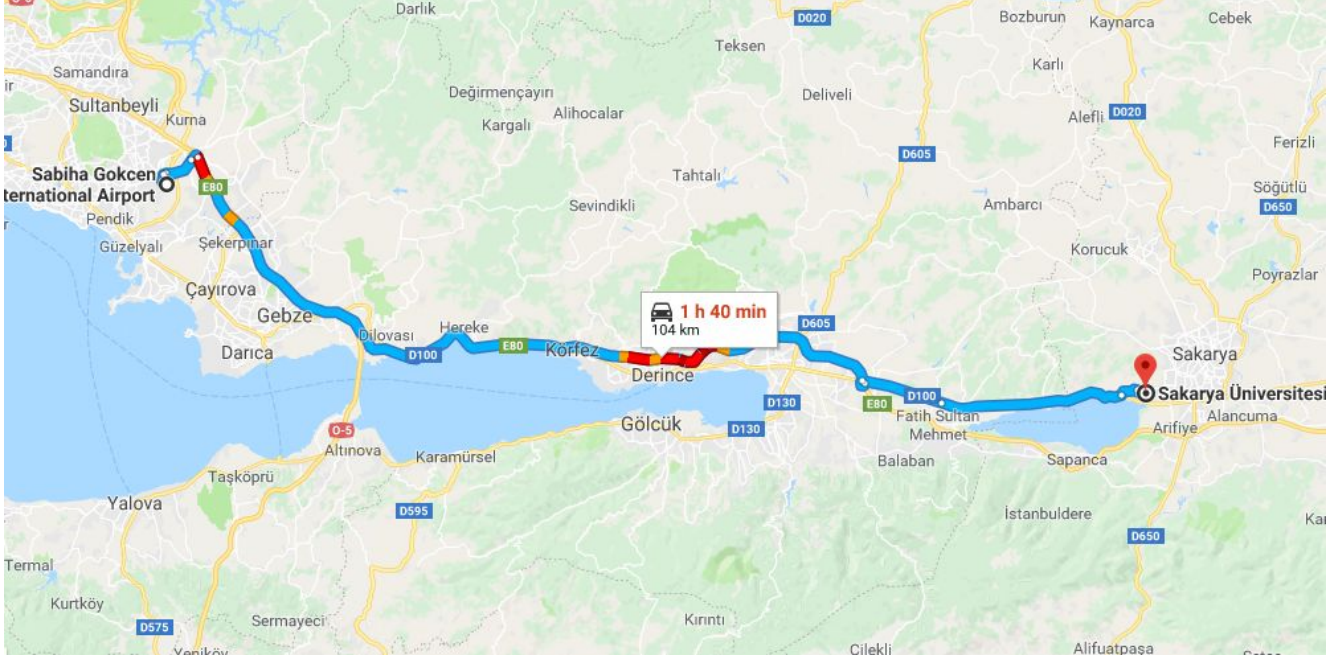 Darlık
D020
Bozburun
Kaynarca
Cebek
Teksen
Samandıra
Karlı
Sultanbeyli
Değirmençayırı
Deliveli
Kurna
Alihocalar
Kargalı
Alefli
D020
Ferizli
D605
Sabiha Gokcen
ternational Airport
E80
Tahtalı
Söğütlü
D650
Pendik
Sevindikli
Ambarcı
Güzelyalı
Şekerpınar
Korucuk
Poyrazlar
Çayırova
Gebze
1 h 40 min
104 km
D605
Dilovası
Hereke
D100
E80
Körfez
Darıca
Derince
Sakarya
Sakarya Üniversitesi
D130
E80
D100
Fatih Sultan
Mehmet
Alancuma
Arifiye
Gölcük
D130
O-5
Altınova
Karamürsel
Balaban
Sapanca
Taşköprü
Yalova
D595
İstanbuldere
D650
Termal
Kurtköy
D575
Sermayeci
Kırıntı
Yeniköy
Cilekli
Alifuatpaşa